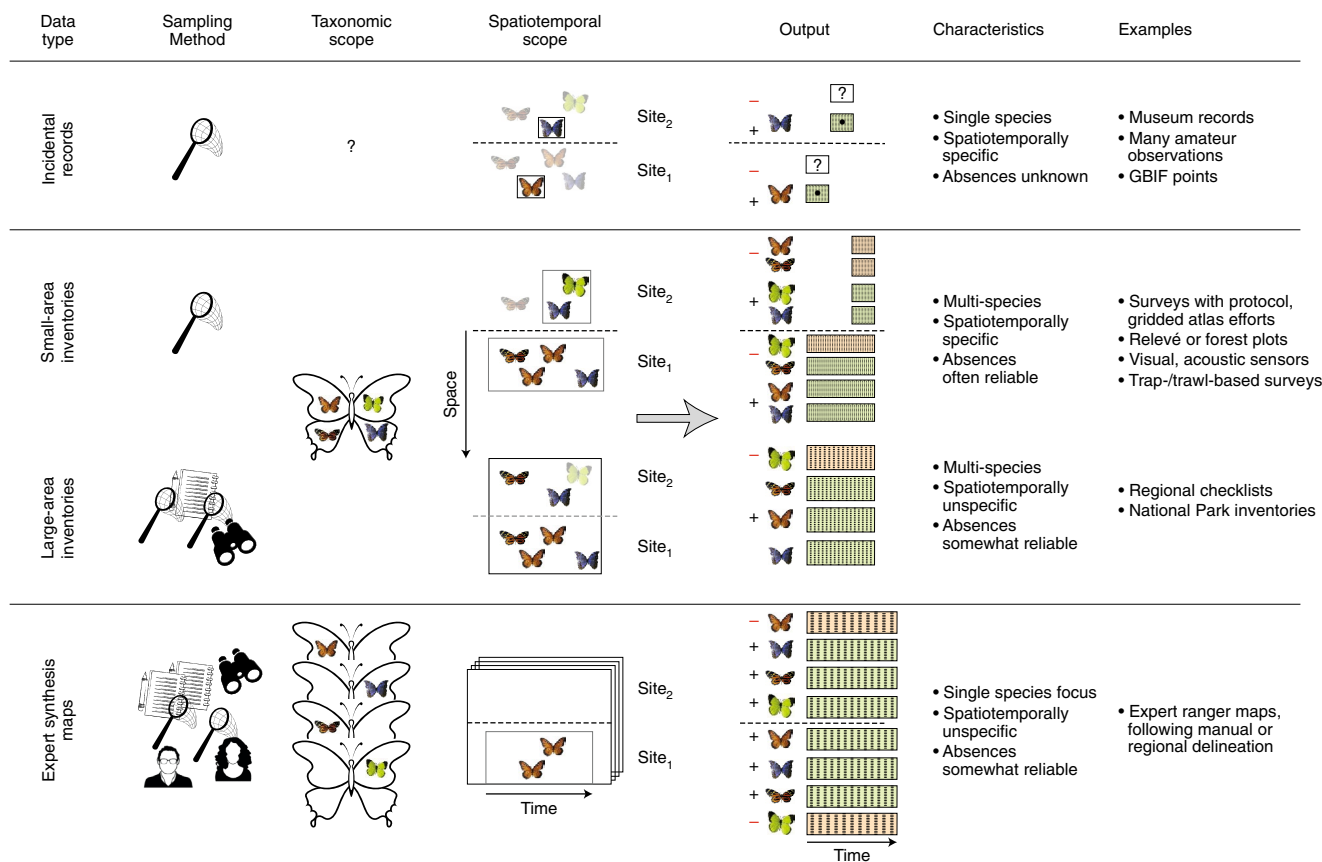 Data
type
Sampling
Method
Taxonomic
scope
Spatiotemporal
scope
Output
Characteristics
Examples
Incidental
records
?
Site2
Site1
−
?
+
−
?
+
• Single species
• Spatiotemporally
specific
• Absences unknown
• Museum records
• Many amateur
observations
• GBIF points
Small-area
inventories
Site2
Site1
Space
−
+
−
+
• Multi-species
• Spatiotemporally
specific
• Absences
often reliable
• Surveys with protocol,
gridded atlas efforts
• Relevé or forest plots
• Visual, acoustic sensors
• Trap-/trawl-based surveys
Large-area
inventories
Site2
Site1
−
+
• Multi-species
• Spatiotemporally
unspecific
• Absences
somewhat reliable
• Regional checklists
• National Park inventories
Expert synthesis
maps
Site2
Site1
Time
−
+
+
+
+
+
+
−
Time
• Single species focus
• Spatiotemporally
unspecific
• Absences
somewhat reliable
• Expert ranger maps,
following manual or
regional delineation